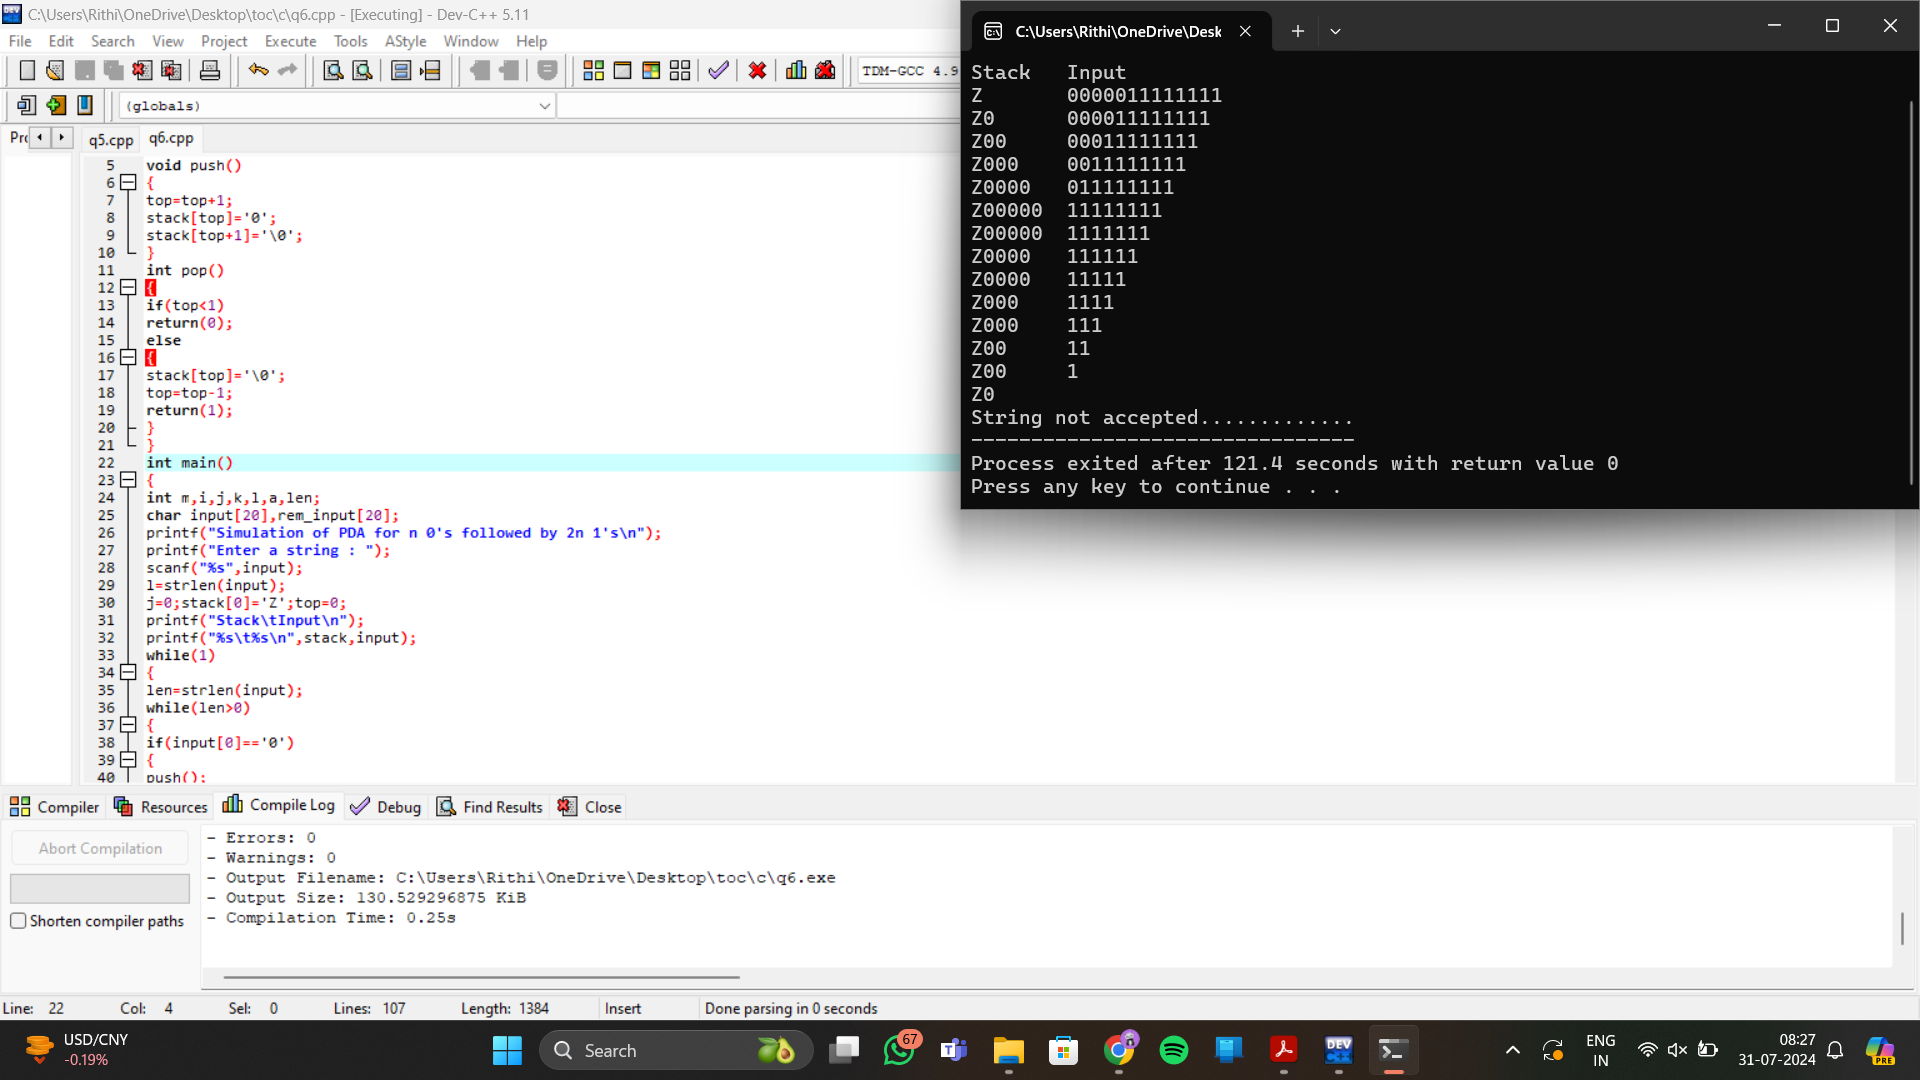 C:\Users\Rithi\OneDrive\Desktop\toc\c\q6.cpp - [Executing] - Dev-C++ 5.11
File Edit Search View Project Execute Tools AStyle Window Help
TDM-GCC 4.9
(globals)
q5.cpp q6.cpp
5 void push()
6 {
7 top=top+1;
8 stack[top]='0';
9 stack[top+1]='\0';
10 }
11 int pop()
12 {
13 if(top<1)
14 return(0);
15 else
16 {
17 stack[top]='\0';
18 top=top-1;
19 return(1);
20 }
21 }
22 int main()
23 {
24 int m,i,j,k,l,a,len;
25 char input[20],rem_input[20];
26 printf("Simulation of PDA for n 0's followed by 2n 1's\n");
27 printf("Enter a string : ");
28 scanf("%s",input);
29 l=strlen(input);
30 j=0;stack[0]='Z';top=0;
31 printf("Stack\tInput\n");
32 printf("%s\t%s\n",stack,input);
33 while(1)
34 {
35 len=strlen(input);
36 while(len>0)
37 {
38 if(input[0]=='0')
39 {
40 push();
C:\Users\Rithi\OneDrive\Desk
Stack Input
Z 0000011111111
Z0 000011111111
Z00 00011111111
Z000 0011111111
Z0000 011111111
Z00000 11111111
Z00000 1111111
Z0000 111111
Z0000 11111
Z000 1111
Z000 111
Z00 11
Z00 1
Z0
String not accepted.............
--------------------------------
Process exited after 121.4 seconds with return value 0
Press any key to continue . . .
Compiler Resources Compile Log Debug Find Results Close
Abort Compilation
Shorten compiler paths
- Errors: 0
- Warnings: 0
- Output Filename: C:\Users\Rithi\OneDrive\Desktop\toc\c\q6.exe
- Output Size: 130.529296875 KiB
- Compilation Time: 0.25s
Line: 22 Col: 4 Sel: 0 Lines: 107 Length: 1384 Insert Done parsing in 0 seconds
USD/CNY
-0.19%
Search
67
DEV
ENG
IN
08:27
31-07-2024
PRE